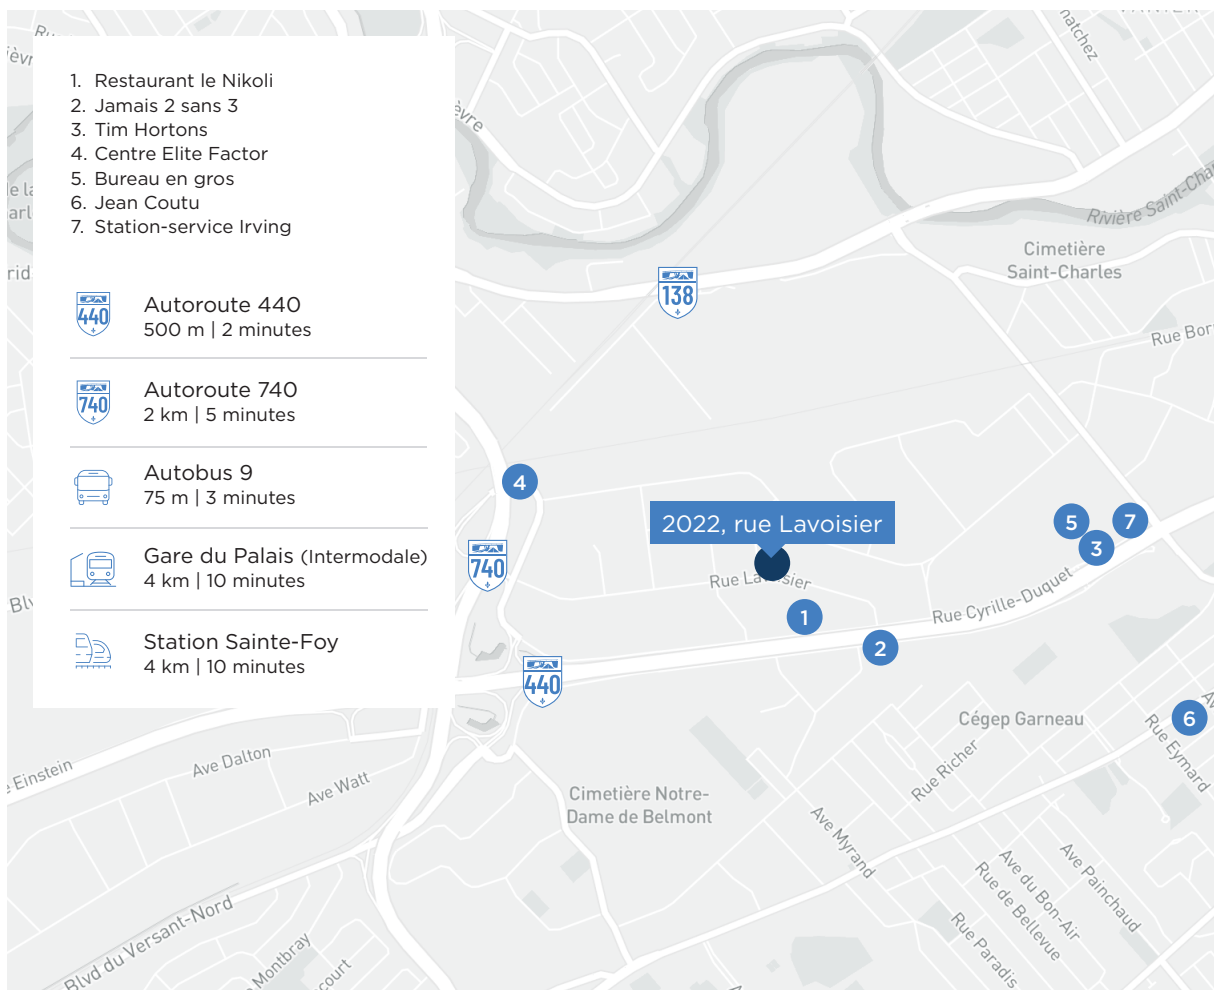 1. Restaurant le Nikoli
2. Jamais 2 sans 3
3. Tim Hortons
4. Centre Elite Factor
5. Bureau en gros
6. Jean Coutu
7. Station-service Irving
440
Autoroute 440
500 m | 2 minutes
740
Autoroute 740
2 km | 5 minutes
Autobus 9
75 m | 3 minutes
Gare du Palais (Intermodale)
4 km | 10 minutes
Station Sainte-Foy
4 km | 10 minutes
Rivière Saint-Char
Cimetière
Saint-Charles
138
Rue Bor
4
2022, rue Lavoisier
5
7
3
740
Rue Lavoisier
1
Rue Cyrille-Duquet
2
440
6
Cégep Garneau
Rue Eymard
Rue Richer
Ave Dalton
Einstein
Ave Watt
Cimetière Notre-
Dame de Belmont
Ave Myrand
Ave Painchaud
Ave du Bon-Air
Rue de Bellevue
Rue Paradis
Blvd du Versant-Nord
Montbray
court